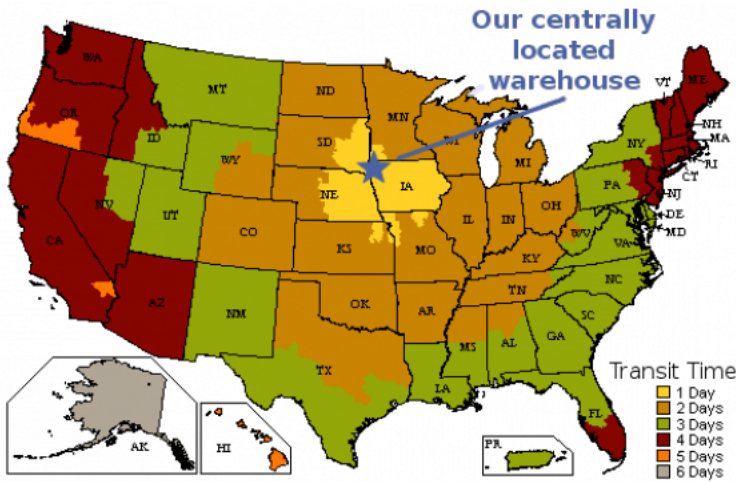 Our centrally
located
warehouse
WA
MT
ND
MN
VT
ME
OR
ID
SD
WI
MI
NY
NH
MA
WY
RI
CT
NE
IA
PA
NJ
NV
UT
CO
IL
IN
OH
DE
WV
MD
CA
KS
MO
KY
VA
AZ
NM
OK
AR
TN
NC
SC
TX
MS
AL
GA
LA
FL
AK
HI
PR
Transit Time
1 Day
2 Days
3 Days
4 Days
5 Days
6 Days